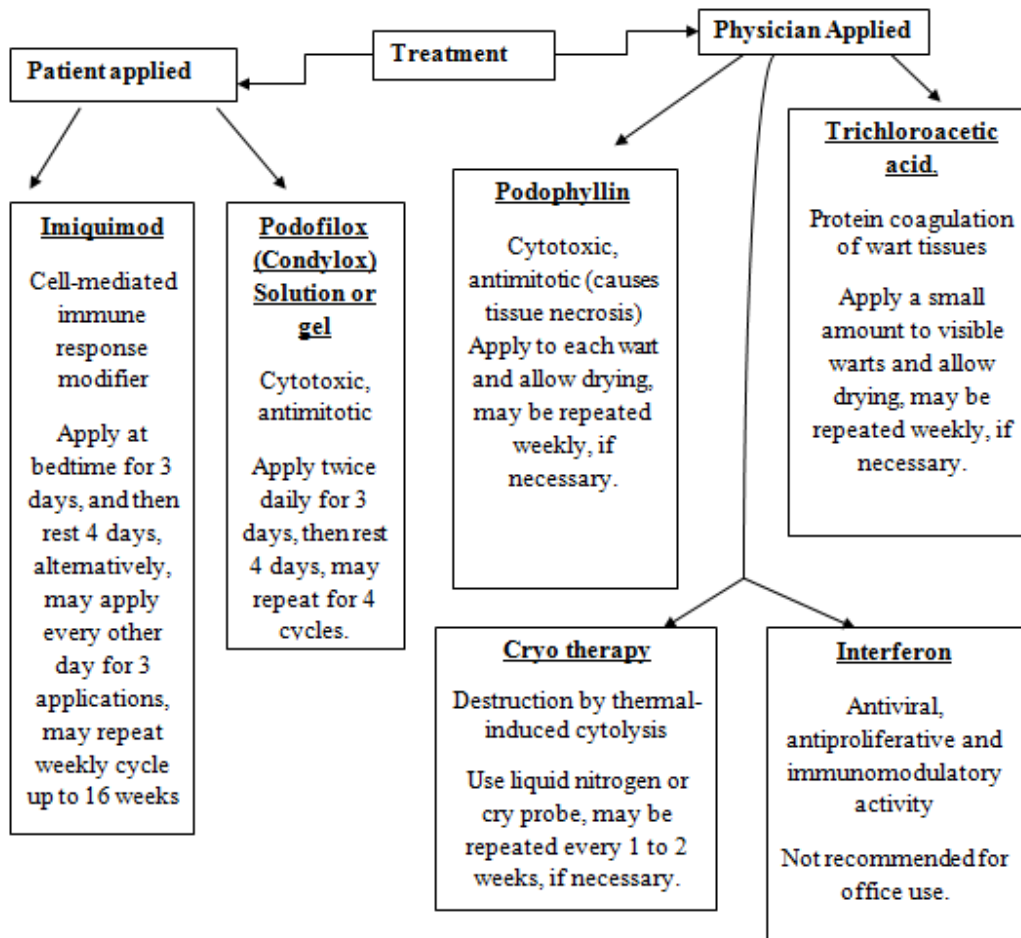 Treatment
Patient applied
Physician Applied
Imiquimod
Cell-mediated
immune
response
modifier
Apply at
bedtime for 3
days, and then
rest 4 days,
alternatively,
may apply
every other
day for 3
applications,
may repeat
weekly cycle
up to 16 weeks
Podofilox
(Condylox)
Solution or
gel
Cytotoxic,
antimitotic
Apply twice
daily for 3
days, then rest
4 days, may
repeat for 4
cycles.
Podophyllin
Cytotoxic,
antimitotic (causes
tissue necrosis)
Apply to each wart
and allow drying,
may be repeated
weekly, if
necessary.
Trichloroacetic
acid.
Protein coagulation
of wart tissues
Apply a small
amount to visible
warts and allow
drying, may be
repeated weekly, if
necessary.
Cryo therapy
Destruction by thermal-
induced cytolysis
Use liquid nitrogen or
cry probe, may be
repeated every 1 to 2
weeks, if necessary.
Interferon
Antiviral,
antiproliferative and
immunomodulatory
activity
Not recommended for
office use.